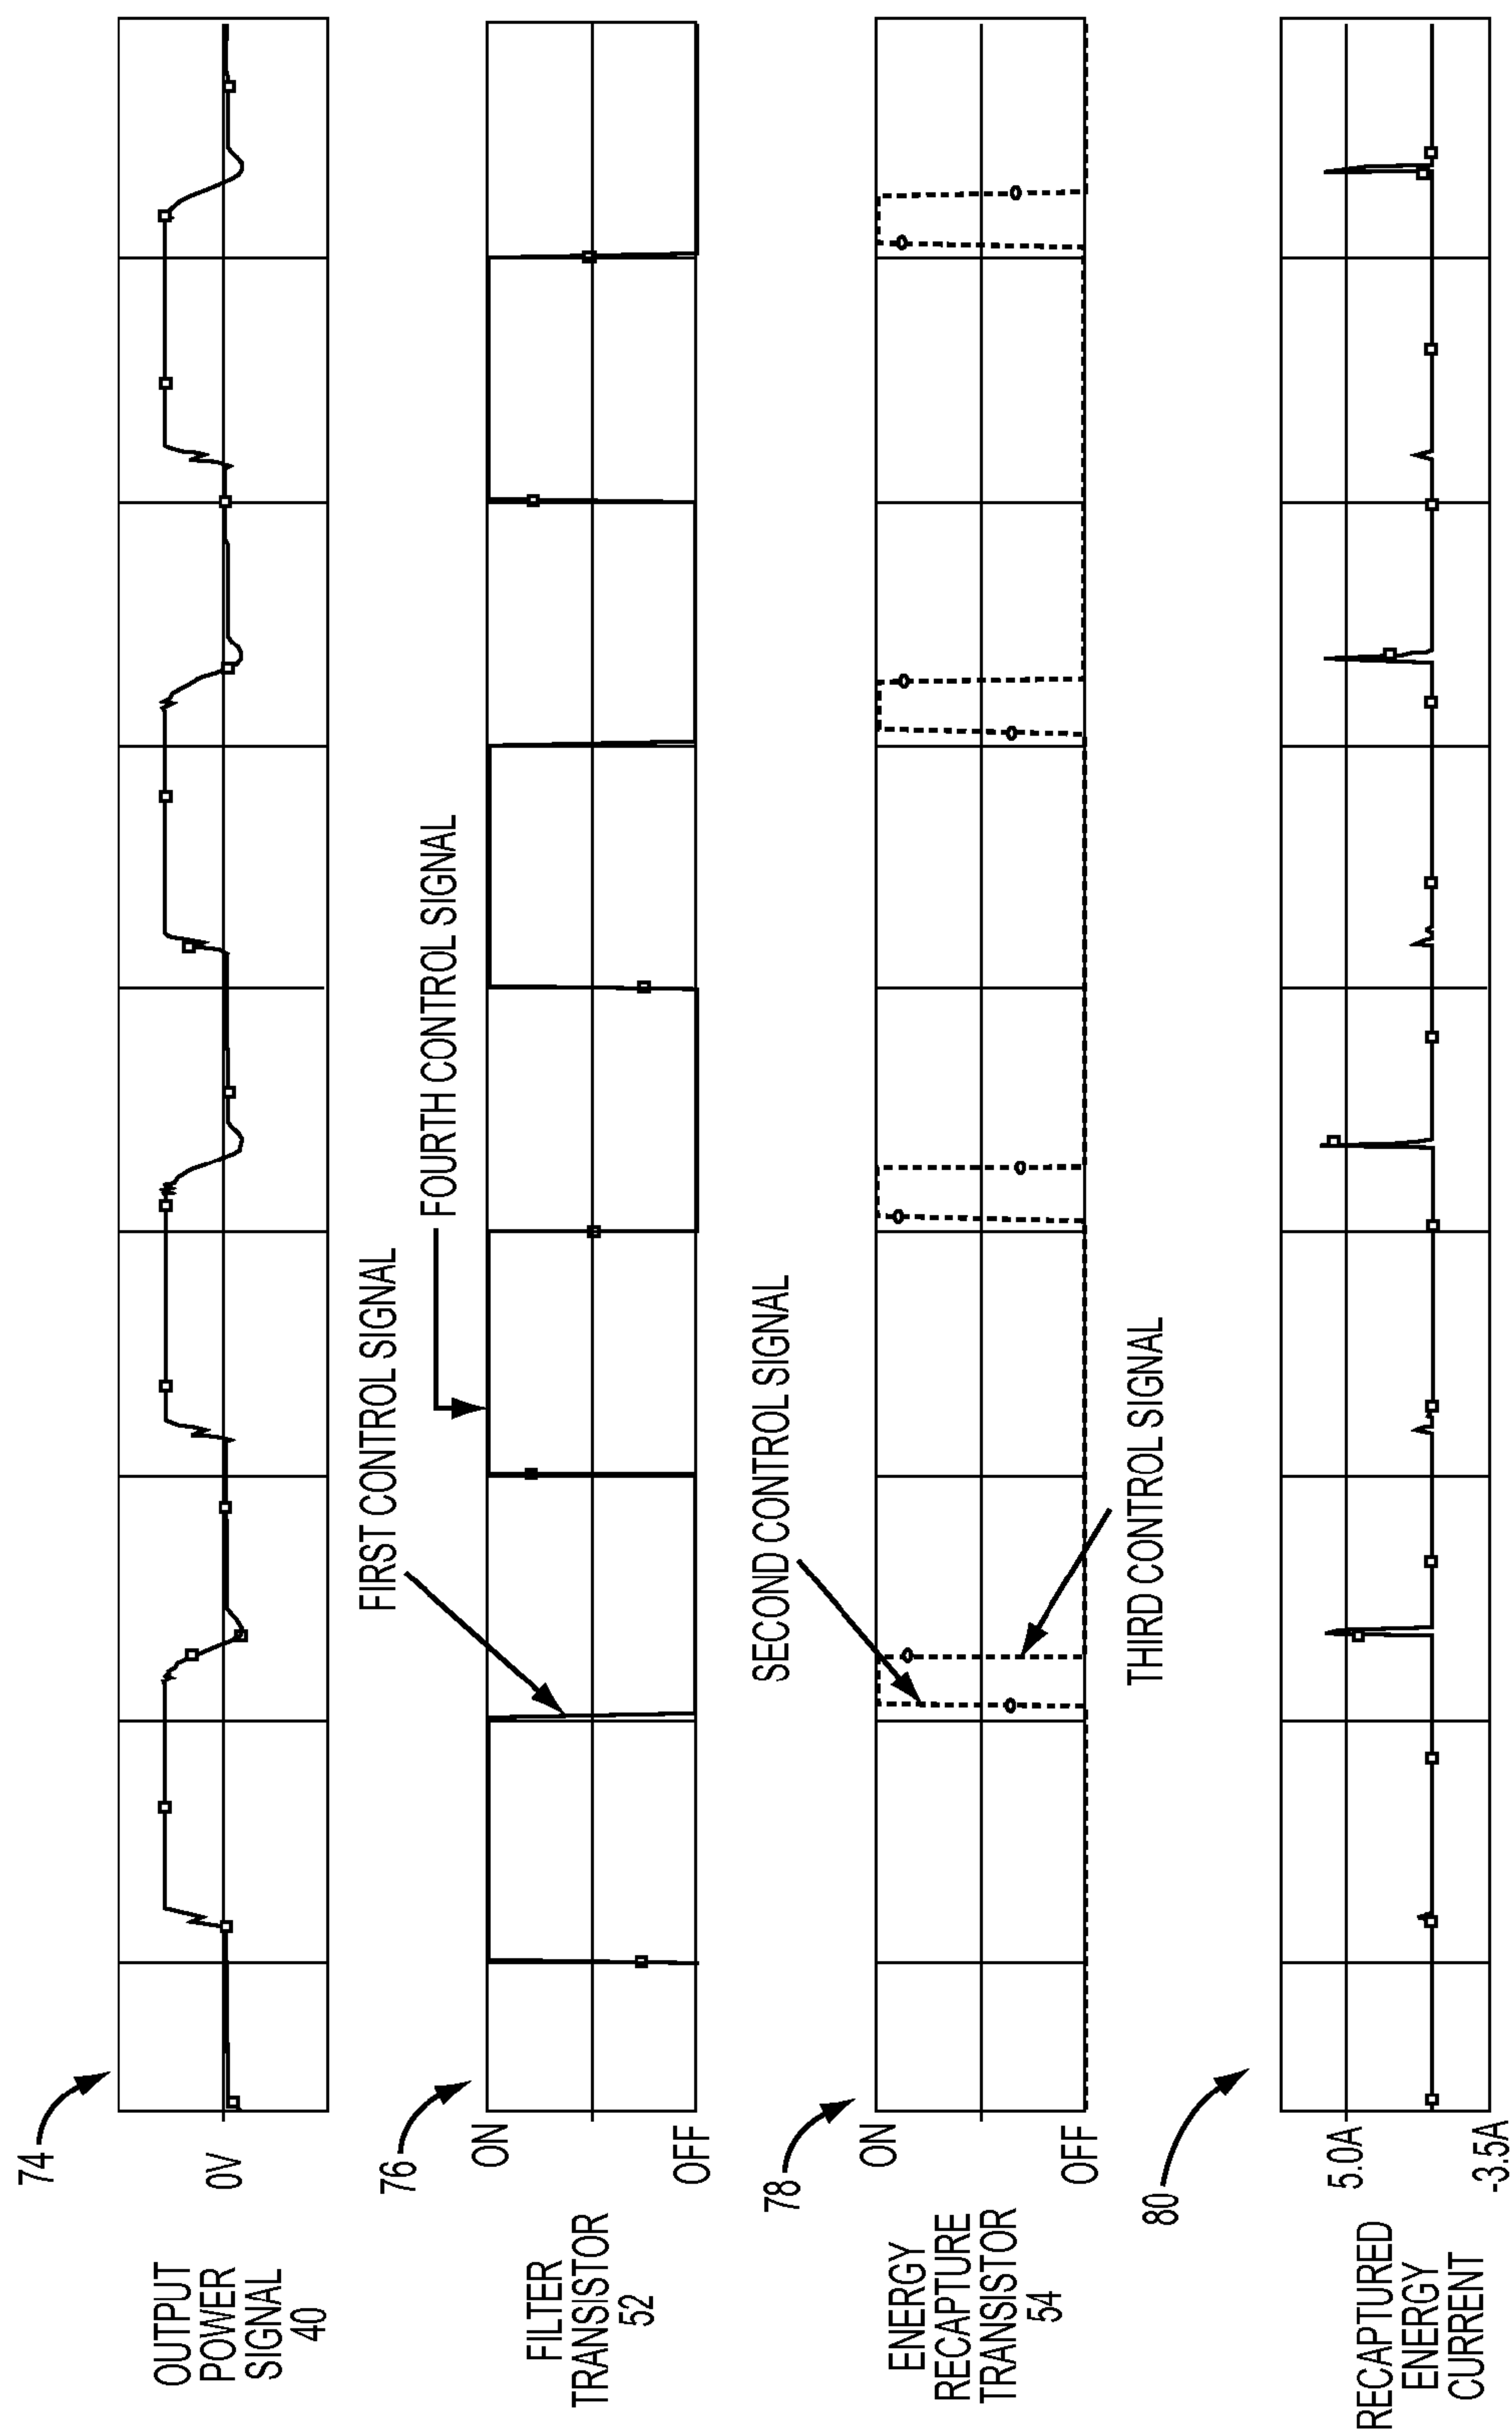 74
OUTPUT
POWER
SIGNAL
40
0V
76
FILTER
TRANSISTOR
52
ON
OFF
FIRST CONTROL SIGNAL
FOURTH CONTROL SIGNAL
78
ENERGY
RECAPTURE
TRANSISTOR
54
ON
OFF
SECOND CONTROL SIGNAL
THIRD CONTROL SIGNAL
80
RECAPTURED
ENERGY
CURRENT
5.0A
-3.5A